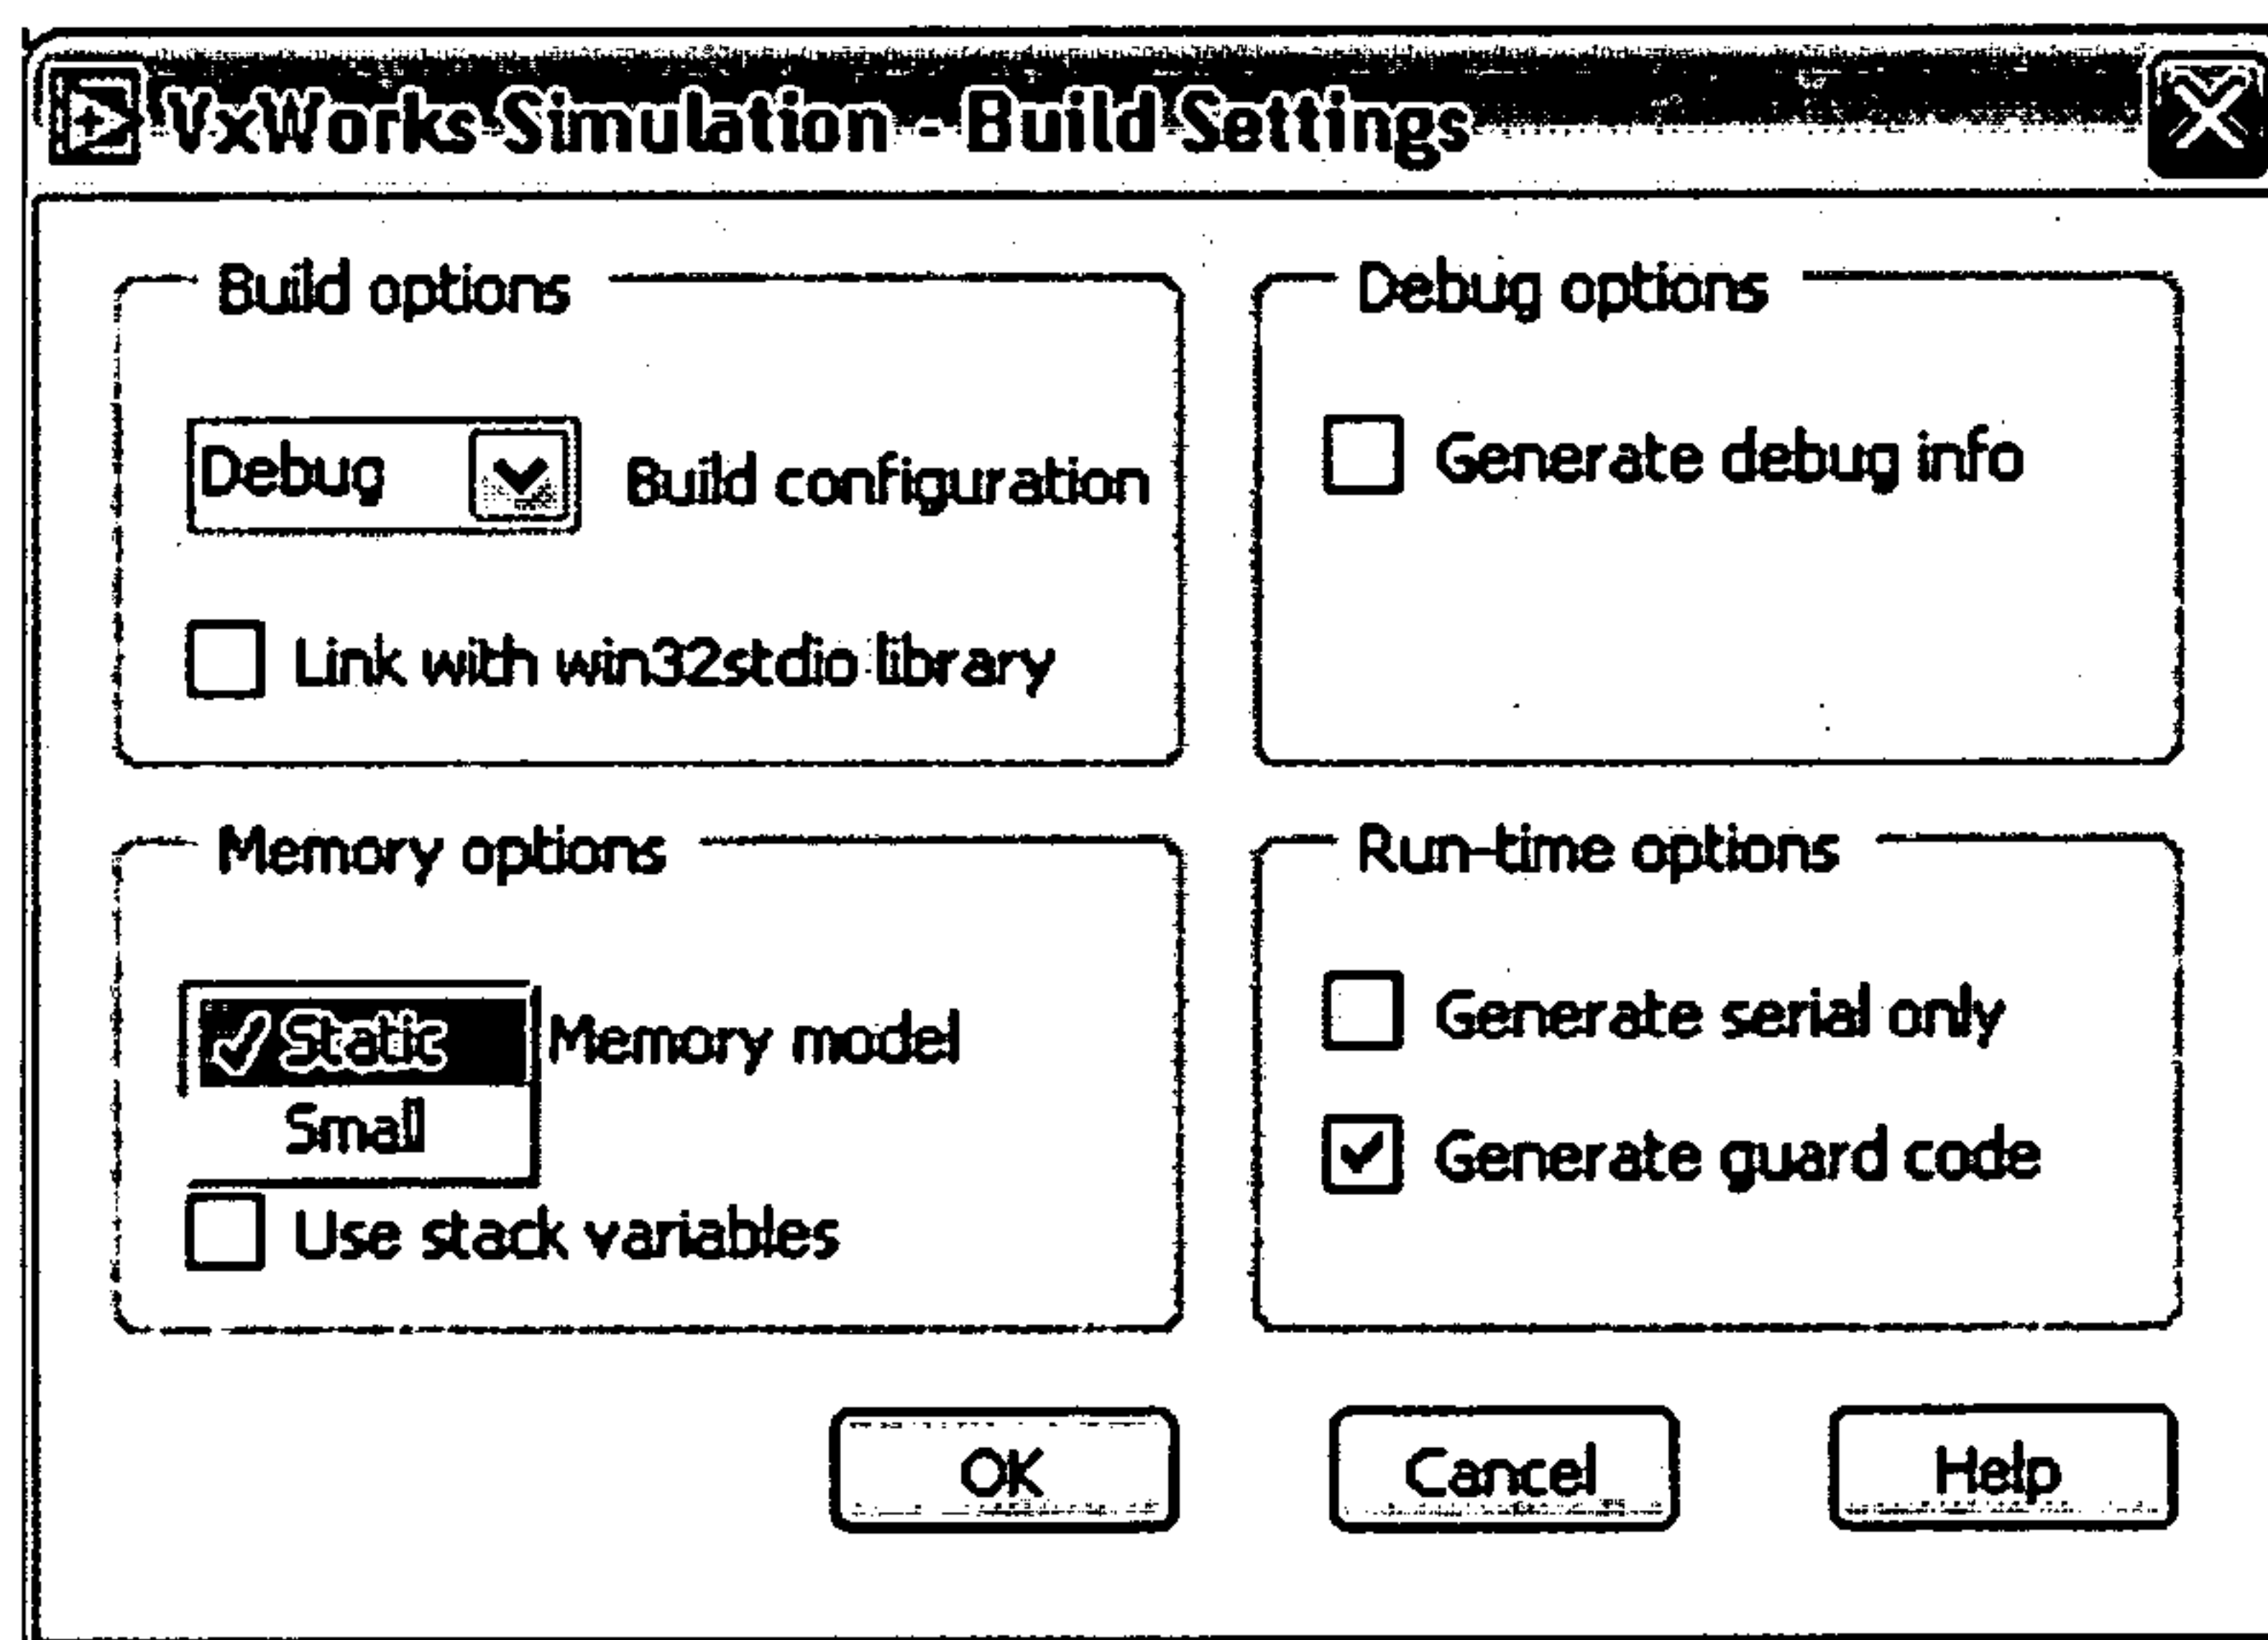 VxWorks Simulation - Build Settings
Build options
Debug
Build configuration
Link with win32stdio library
Debug options
Generate debug info
Memory options
Static
Small
Memory model
Use stack variables
Run-time options
Generate serial only
Generate guard code
OK
Cancel
Help